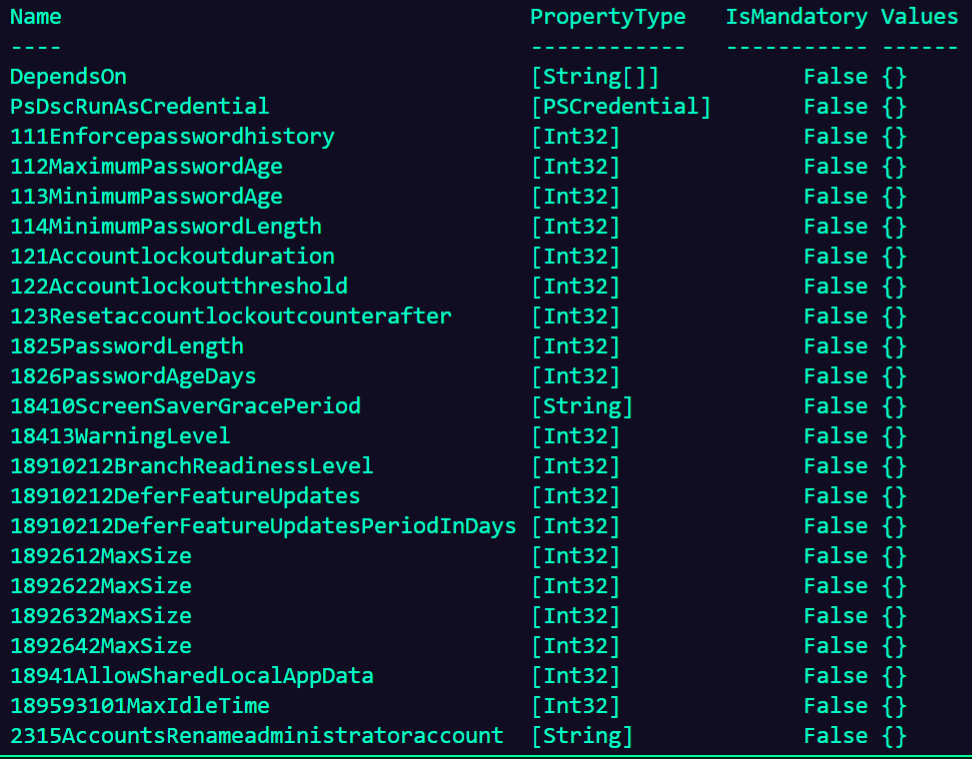 Name PropertyType IsMandatory Values
---- ------------ ----------- ------
DependsOn [String[]] False {}
PsDscRunAsCredential [PSCredential] False {}
111Enforcepasswordhistory [Int32] False {}
112MaximumPasswordAge [Int32] False {}
113MinimumPasswordAge [Int32] False {}
114MinimumPasswordLength [Int32] False {}
121Accountlockoutduration [Int32] False {}
122Accountlockoutthreshold [Int32] False {}
123Resetaccountlockoutcounterafter [Int32] False {}
1825PasswordLength [Int32] False {}
1826PasswordAgeDays [Int32] False {}
18410ScreenSaverGracePeriod [String] False {}
18413WarningLevel [Int32] False {}
18910212BranchReadinessLevel [Int32] False {}
18910212DeferFeatureUpdates [Int32] False {}
18910212DeferFeatureUpdatesPeriodInDays [Int32] False {}
1892612MaxSize [Int32] False {}
1892622MaxSize [Int32] False {}
1892632MaxSize [Int32] False {}
1892642MaxSize [Int32] False {}
18941AllowSharedLocalAppData [Int32] False {}
189593101MaxIdleTime [Int32] False {}
2315AccountsRenameadministratoraccount [String] False {}